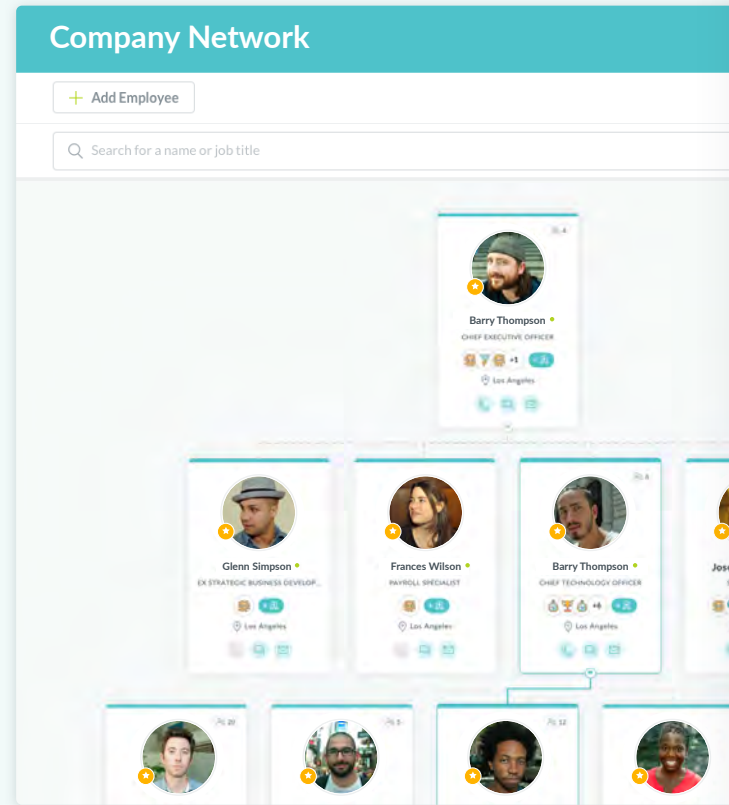 Company Network
Add Employee
Search for a name or job title
4
Barry Thompson
CHIEF EXECUTIVE OFFICER
+1
Los Angeles
6
Glenn Simpson
Frances Wilson
Barry Thompson
Jose
EX STRATEGIC BUSINESS DEVELOP...
PAYROLL SPECIALIST
CHIEF TECHNOLOGY OFFICER
+6
Los Angeles
Los Angeles
Los Angeles
20
5
12